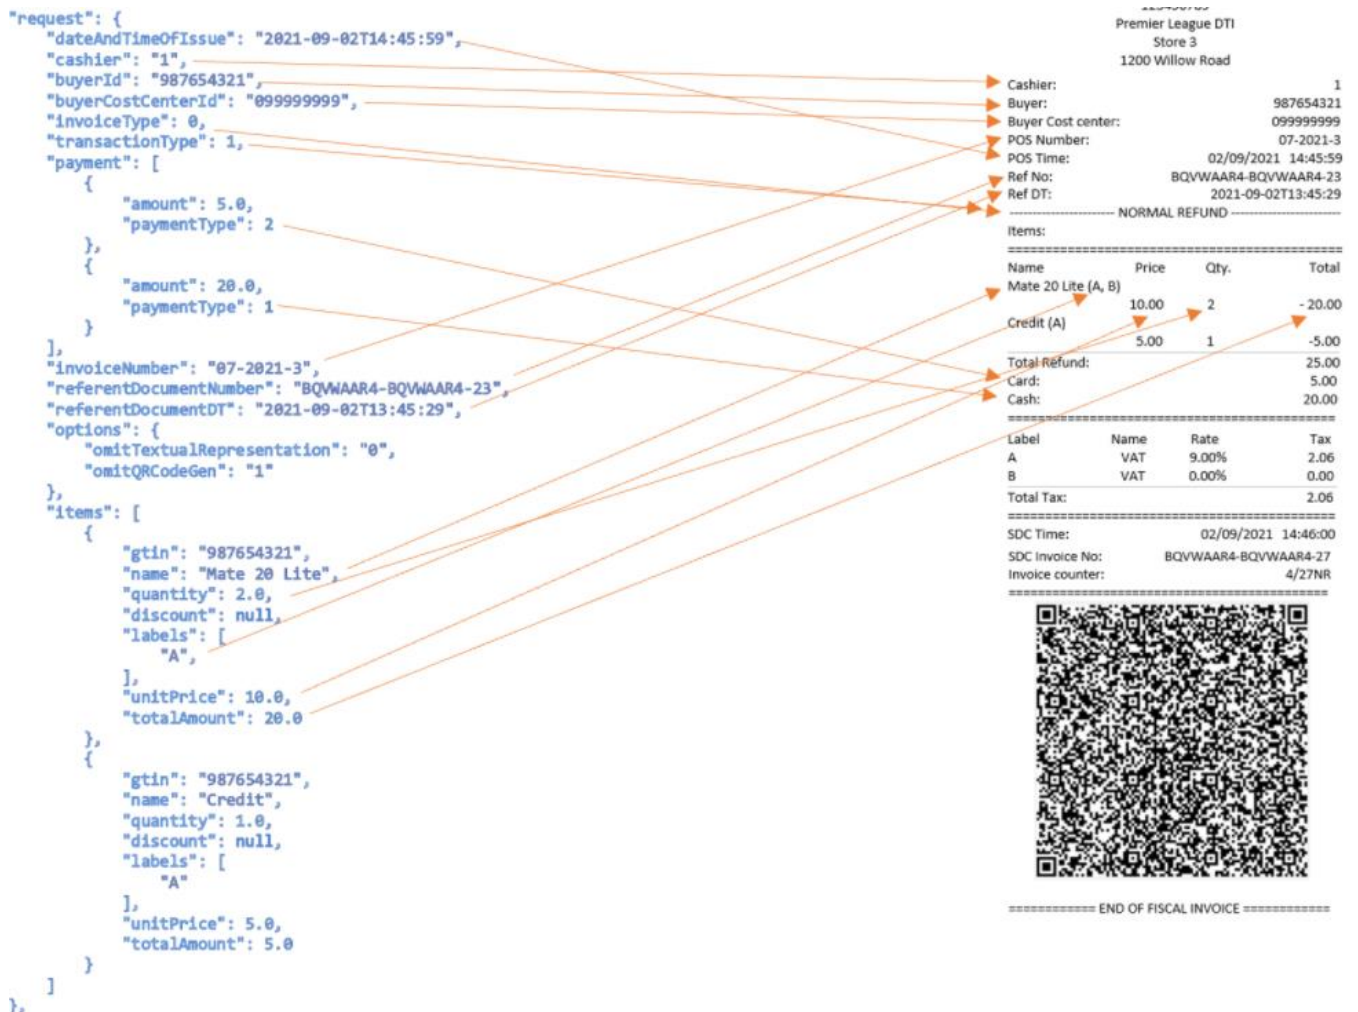 "request": {
"dateAndTimeOfIssue": "2021-09-02T14:45:59",
"cashier": "1",
"buyerId": "987654321",
"buyerCostCenterId": "099999999",
"invoiceType": 0,
"transactionType": 1,
"payment": [
{
"amount": 5.0,
"paymentType": 2
},
{
"amount": 20.0,
"paymentType": 1
}
],
"invoiceNumber": "07-2021-3",
"referentDocumentNumber": "BQVWAAR4-BQVWAAR4-23",
"referentDocumentDT": "2021-09-02T13:45:29",
"options": {
"omitTextualRepresentation": "0",
"omitQRCodeGen": "1"
},
"items": [
{
"gtin": "987654321",
"name": "Mate 20 Lite",
"quantity": 2.0,
"discount": null,
"labels": [
"A",
],
"unitPrice": 10.0,
"totalAmount": 20.0
},
{
"gtin": "987654321",
"name": "Credit",
"quantity": 1.0,
"discount": null,
"labels": [
"A"
],
"unitPrice": 5.0,
"totalAmount": 5.0
}
]
},
Premier League DTI
Store 3
1200 Willow Road
Cashier: 1
Buyer: 987654321
Buyer Cost center: 099999999
POS Number: 07-2021-3
POS Time: 02/09/2021 14:45:59
Ref No: BQVWAAR4-BQVWAAR4-23
Ref DT: 2021-09-02T13:45:29
NORMAL REFUND
Items:
Name Price Qty. Total
Mate 20 Lite (A, B)
10.00 2 - 20.00
Credit (A)
5.00 1 -5.00
Total Refund: 25.00
Card: 5.00
Cash: 20.00
Label Name Rate Tax
A VAT 9.00% 2.06
B VAT 0.00% 0.00
Total Tax: 2.06
SDC Time: 02/09/2021 14:46:00
SDC Invoice No: BQVWAAR4-BQVWAAR4-27
Invoice counter: 4/27NR
============ END OF FISCAL INVOICE ============